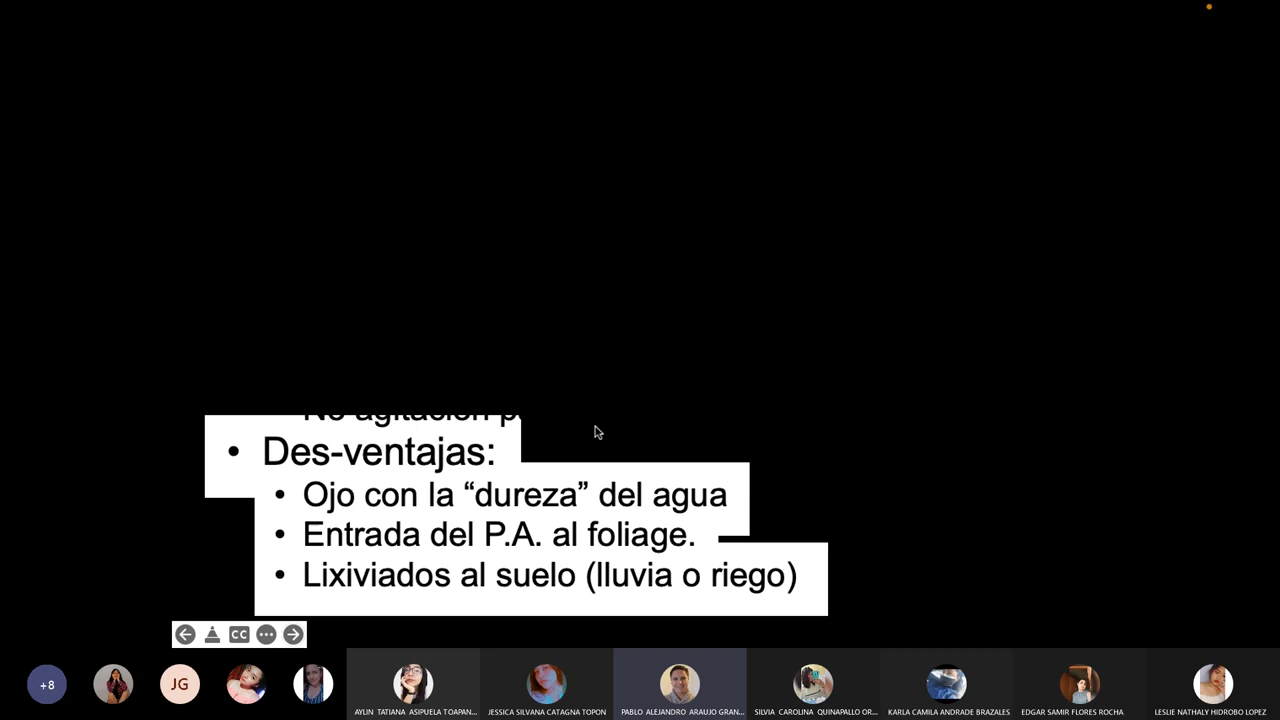 No agitación
• Des-ventajas:
• Ojo con la “dureza” del agua
• Entrada del P.A. al foliage.
• Lixiviados al suelo (lluvia o riego)
CC
+8
JG
AYLIN TATIANA ASIPUELA TOAPAN...
JESSICA SILVANA CATAGNA TOPON
PABLO ALEJANDRO ARAUJO GRAN...
SILVIA CAROLINA QUINAPALLO OR...
KARLA CAMILA ANDRADE BRAZALES
EDGAR SAMIR FLORES ROCHA
LESLIE NATHALY HIDROBO LOPEZ